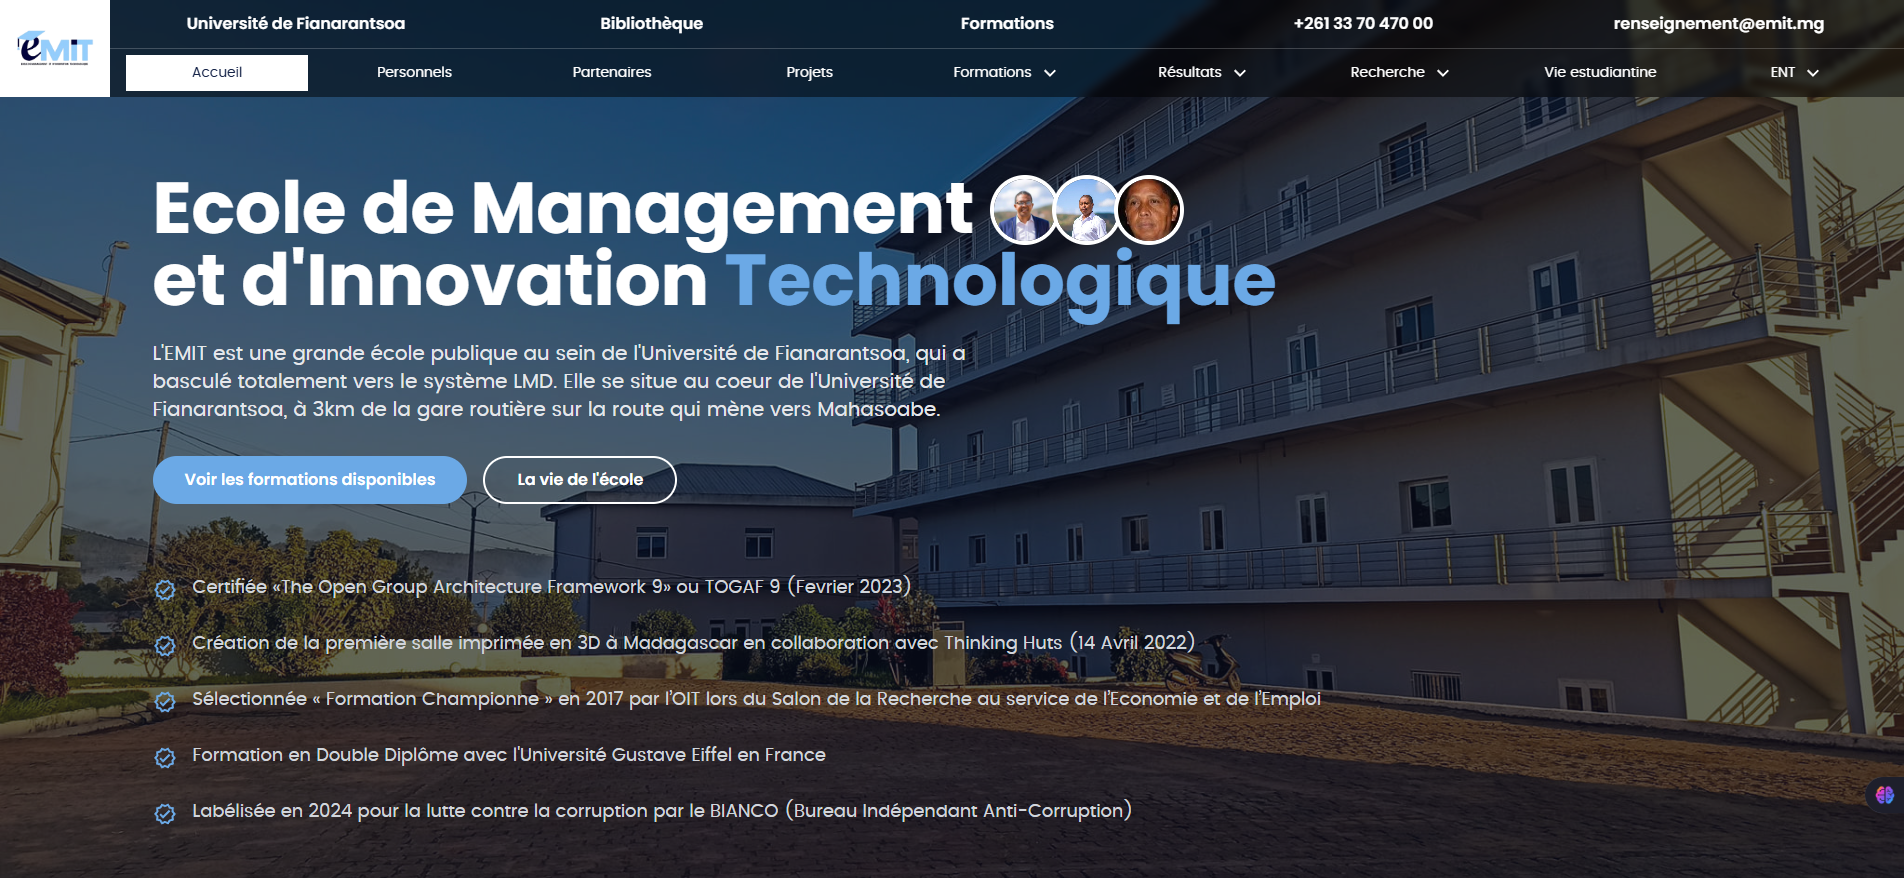 Université de Fianarantsoa Bibliothèque Formations +261 33 70 470 00 renseignement@emit.mg
eMiT
Accueil Personnels Partenaires Projets Formations Résultats Recherche Vie estudiantine ENT
Ecole de Management
et d'Innovation Technologique
L'EMIT est une grande école publique au sein de l'Université de Fianarantsoa, qui a
basculé totalement vers le système LMD. Elle se situe au coeur de l'Université de
Fianarantsoa, à 3km de la gare routière sur la route qui mène vers Mahasoabe.
Voir les formations disponibles La vie de l'école
Certifiée «The Open Group Architecture Framework 9» ou TOGAF 9 (Fevrier 2023)
Création de la première salle imprimée en 3D à Madagascar en collaboration avec Thinking Huts (14 Avril 2022)
Sélectionnée « Formation Championne » en 2017 par l’OIT lors du Salon de la Recherche au service de l’Economie et de l’Emploi
Formation en Double Diplôme avec l'Université Gustave Eiffel en France
Labélisée en 2024 pour la lutte contre la corruption par le BIANCO (Bureau Indépendant Anti-Corruption)